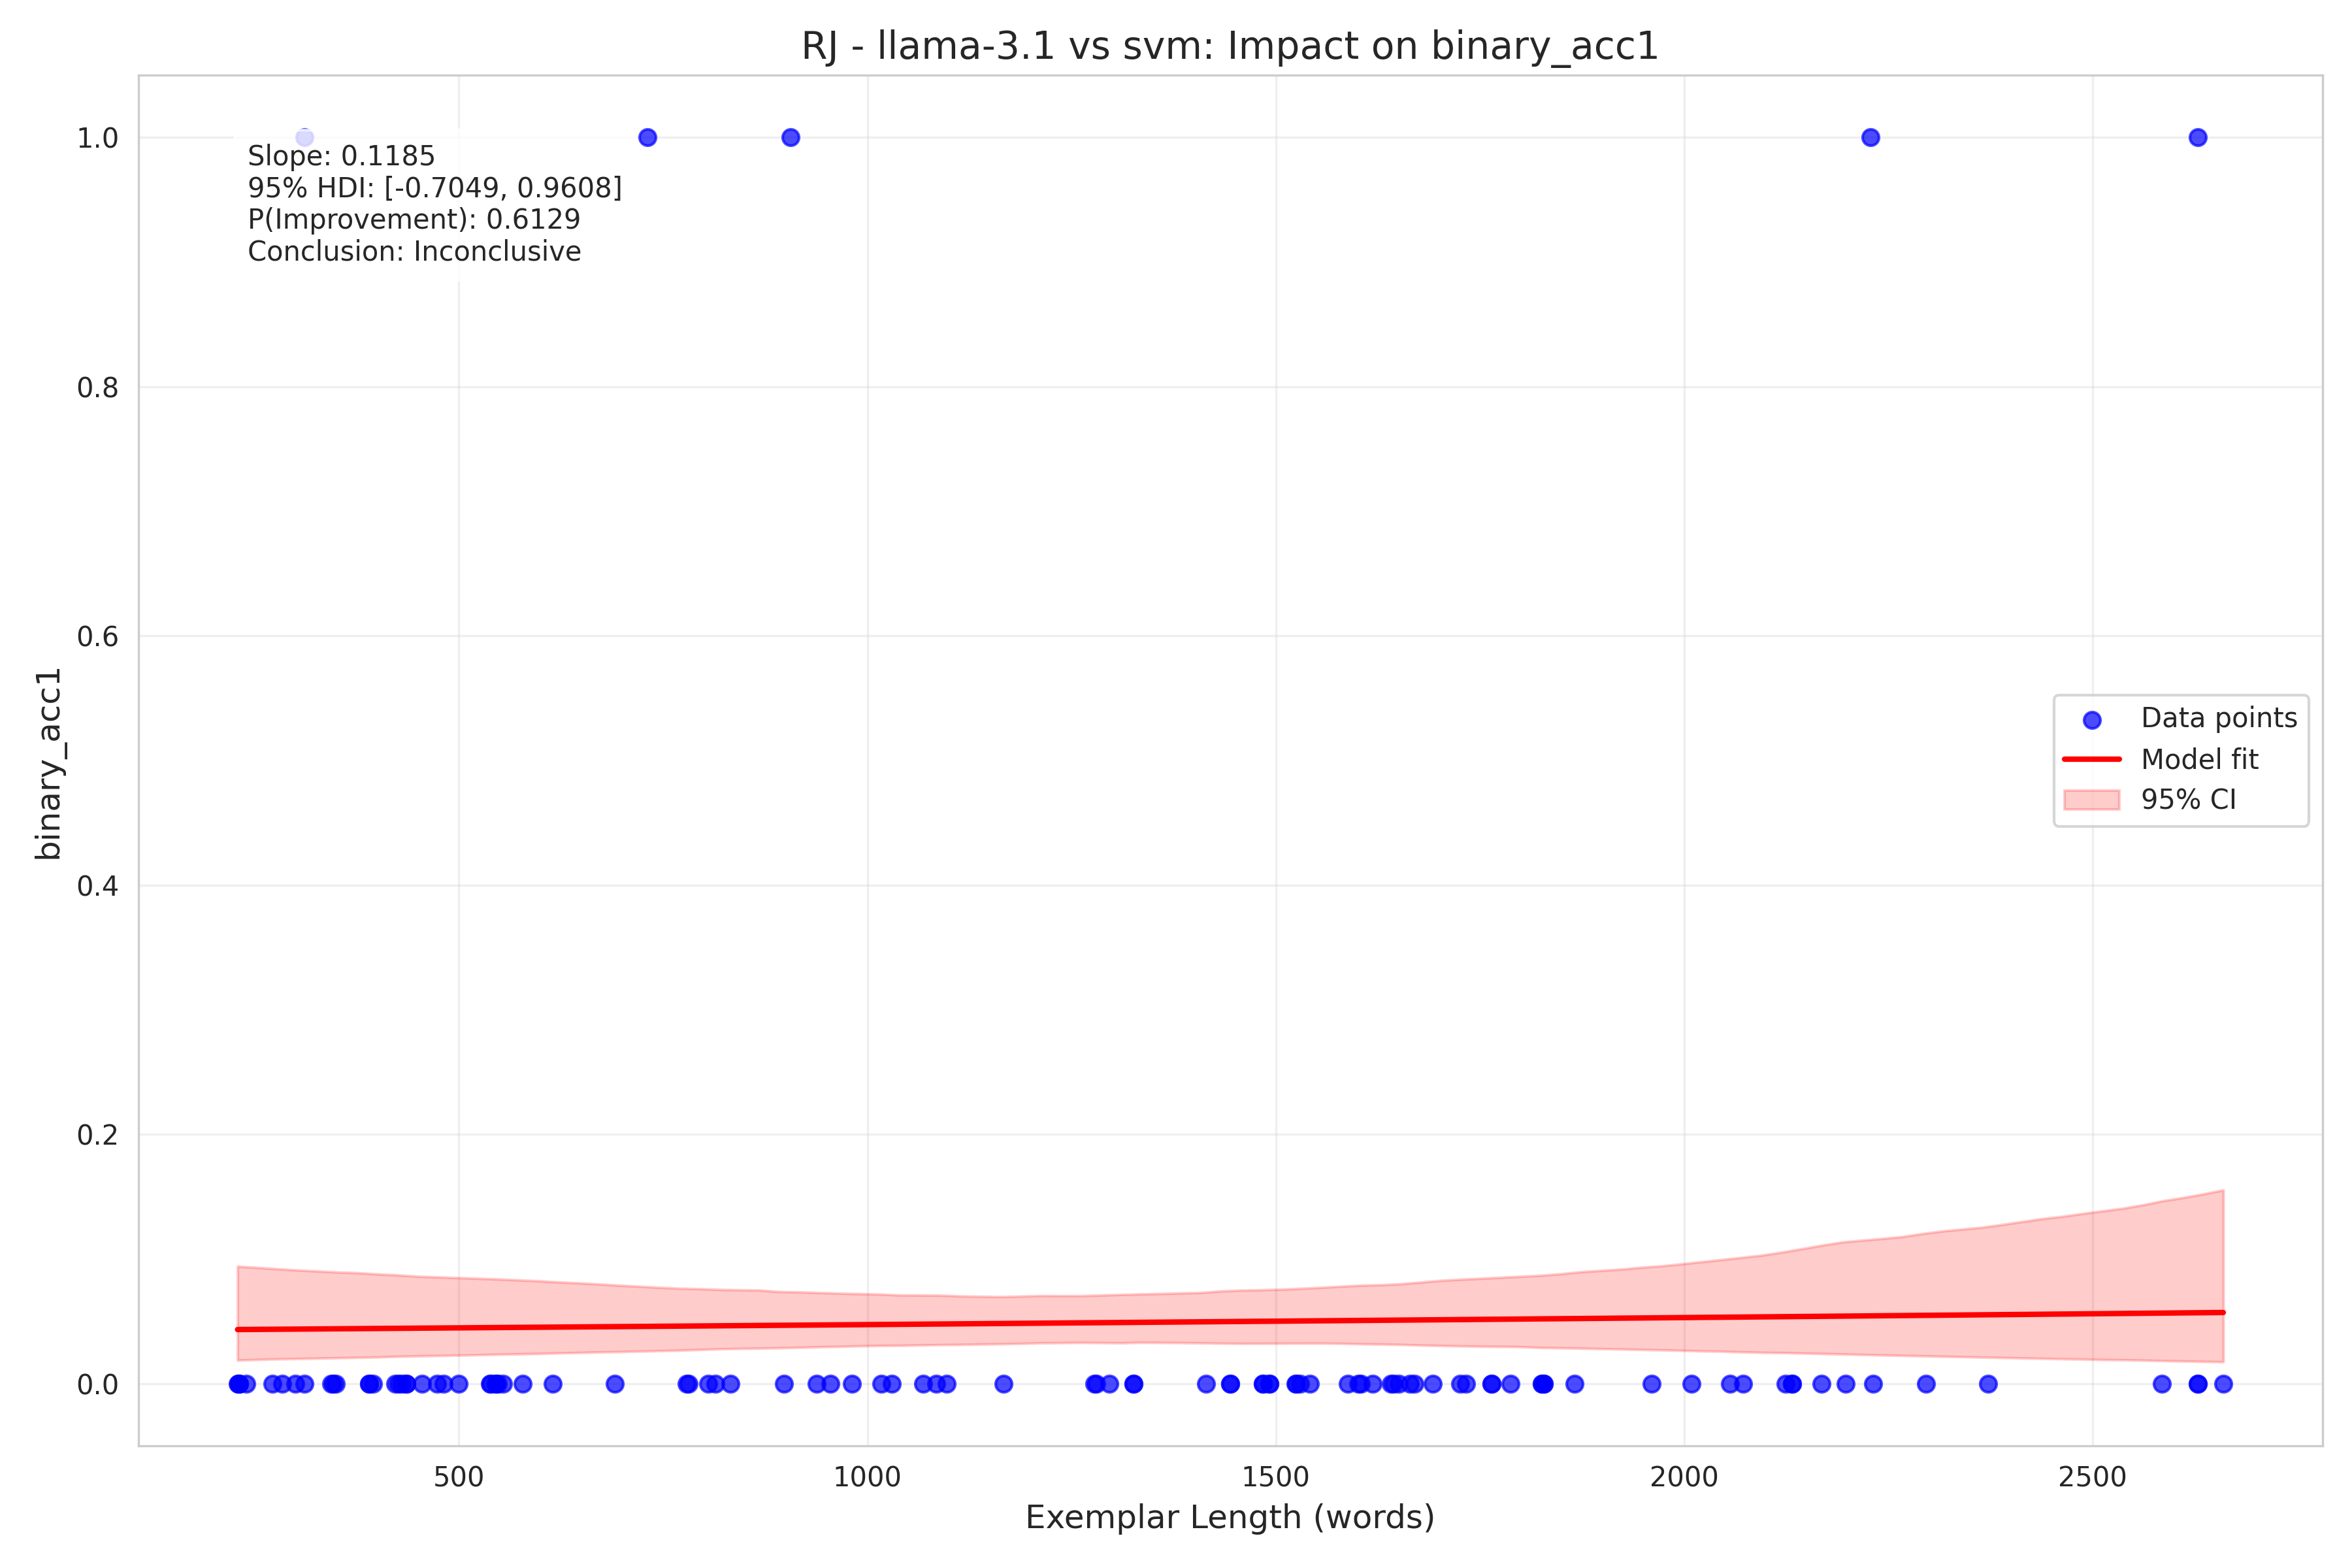 RJ - llama-3.1 vs svm: Impact on binary_acc1
1.0
0.8
0.6
0.4
0.2
0.0
binary_acc1
Slope: 0.1185
95% HDI: [-0.7049, 0.9608]
P(Improvement): 0.6129
Conclusion: Inconclusive
Data points
Model fit
95% CI
500
1000
1500
2000
2500
Exemplar Length (words)